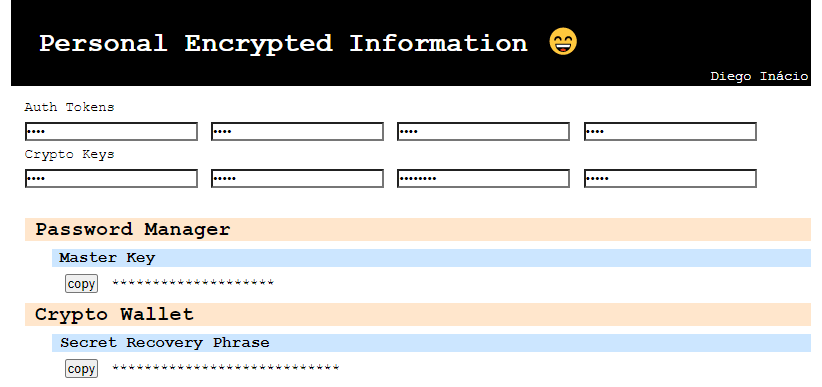 Personal Encrypted Information 😄
Diego Inácio
Auth Tokens
•••• •••• •••• ••••
Crypto Keys
•••• ••••• •••••••• •••••
Password Manager
Master Key
copy ********************
Crypto Wallet
Secret Recovery Phrase
copy ****************************